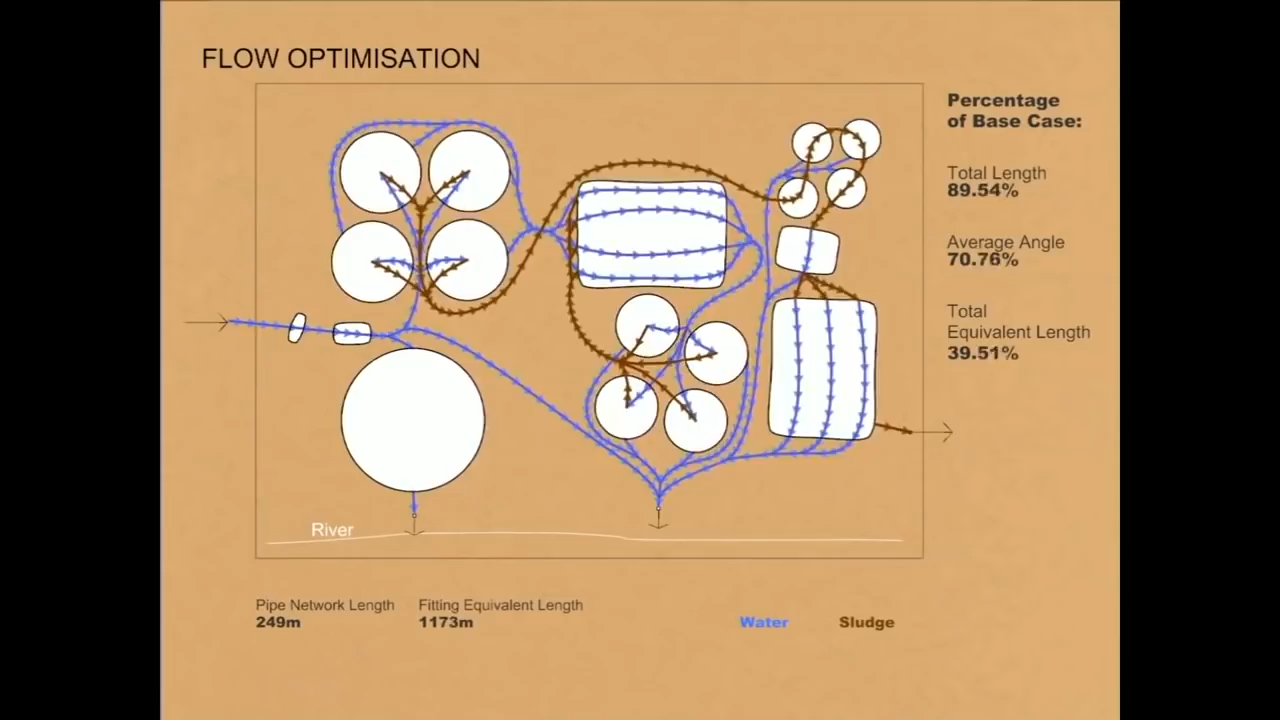 FLOW OPTIMISATION
Percentage
of Base Case:
Total Length
89.54%
Average Angle
70.76%
Total
Equivalent Length
39.51%
River
Pipe Network Length
249m
Fitting Equivalent Length
1173m
Water
Sludge